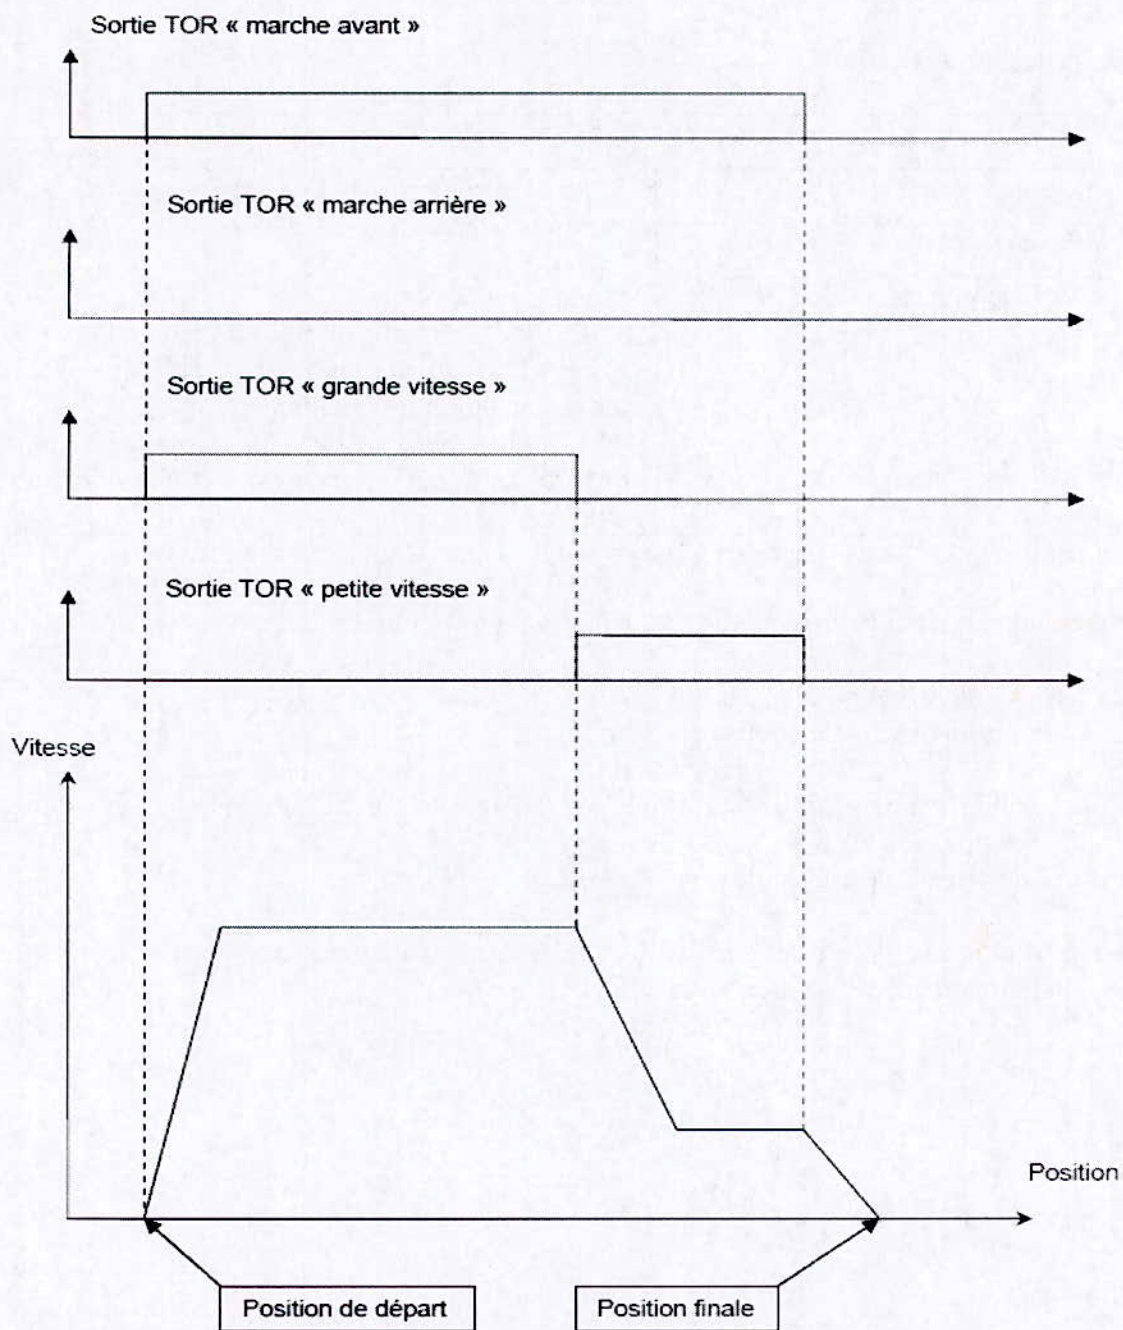 Sortie TOR « marche avant »
Sortie TOR « marche arrière »
Sortie TOR « grande vitesse »
Sortie TOR « petite vitesse »
Vitesse
Position
Position de départ
Position finale